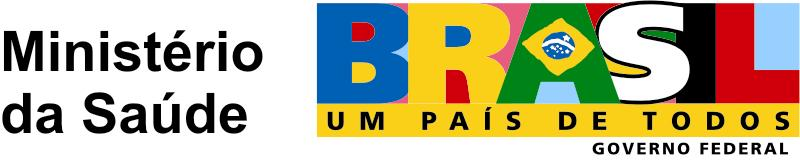 Ministério
da Saúde
BRASIL
UM PAÍS DE TODOS
GOVERNO FEDERAL